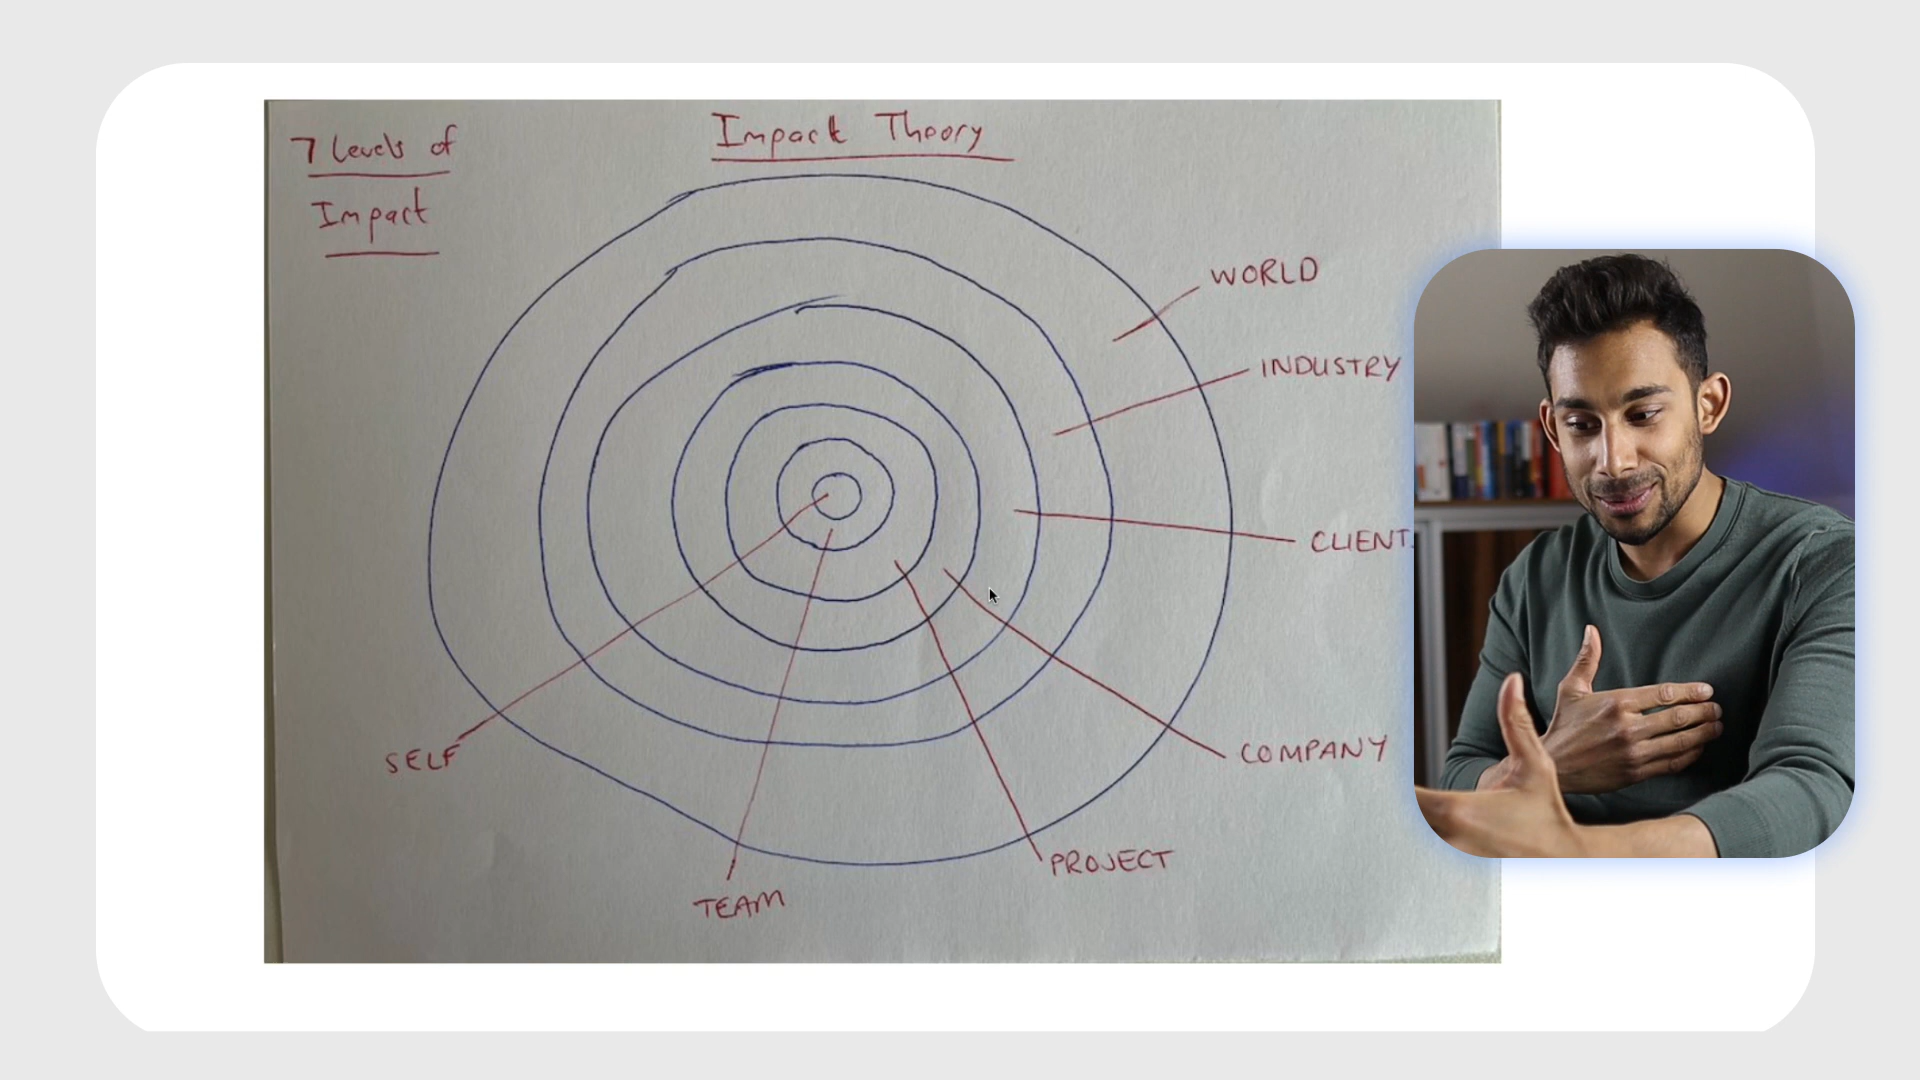 7 Levels of
Impact
Impact Theory
WORLD
INDUSTRY
CLIENT
COMPANY
PROJECT
TEAM
SELF